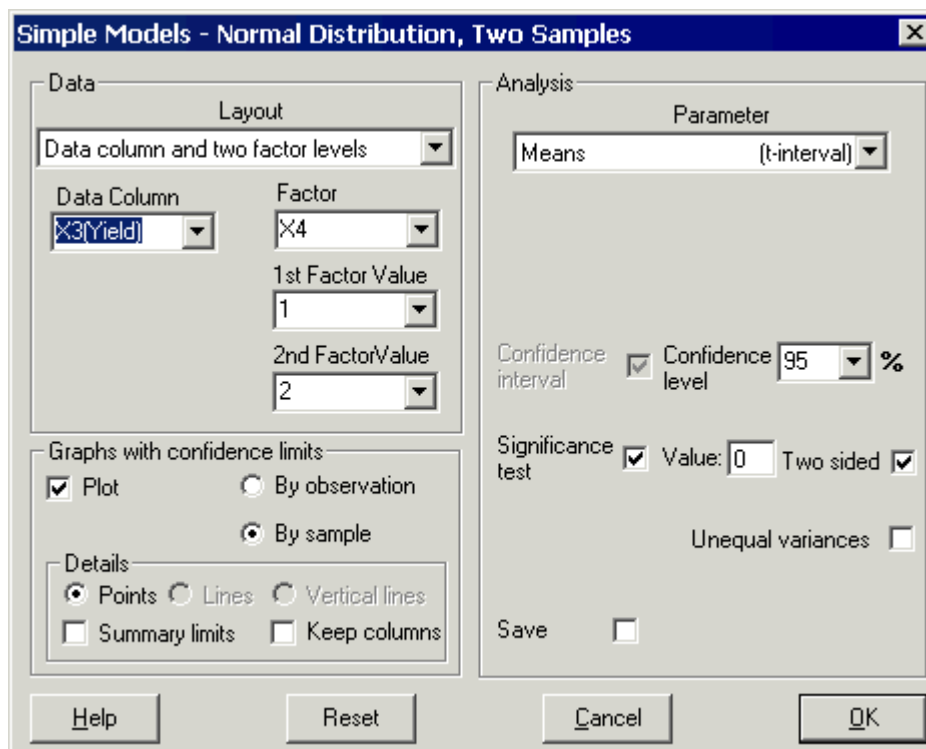 Simple Models - Normal Distribution, Two Samples
Data
Layout
Data column and two factor levels
Data Column
X3(Yield)
Factor
X4
1st Factor Value
1
2nd FactorValue
2
Graphs with confidence limits
Plot
By observation
By sample
Details
Points
Lines
Vertical lines
Summary limits
Keep columns
Analysis
Parameter
Means (t-interval)
Confidence
interval
Confidence
level
95
%
Significance
test
Value: 0
Two sided
Unequal variances
Save
Help
Reset
Cancel
OK